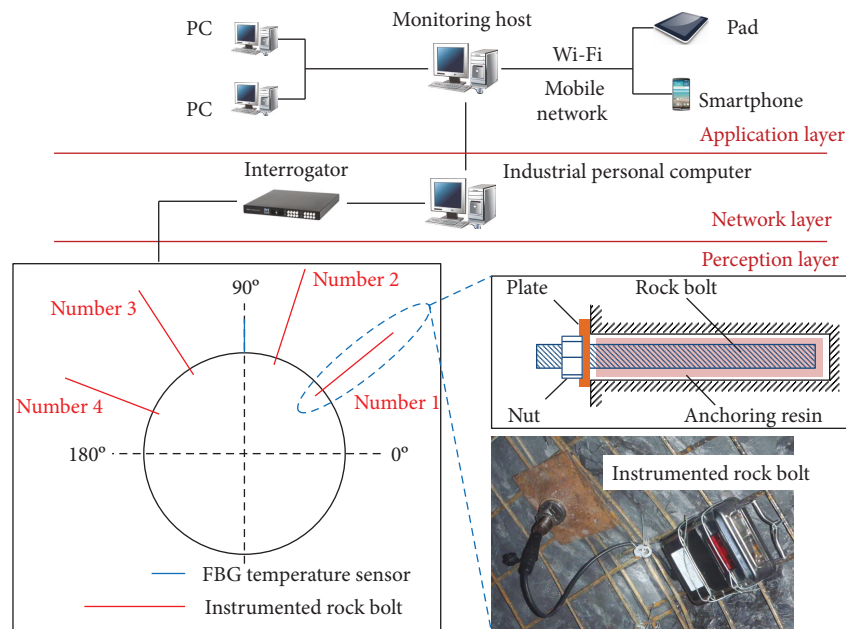 Monitoring host
PC
Wi-Fi
Pad
PC
Mobile
network
Smartphone
Application layer
Interrogator
Industrial personal computer
Network layer
Perception layer
Number 2
90º
Number 3
Number 4
Number 1
180º
0º
FBG temperature sensor
Instrumented rock bolt
Plate
Rock bolt
Nut
Anchoring resin
Instrumented rock bolt